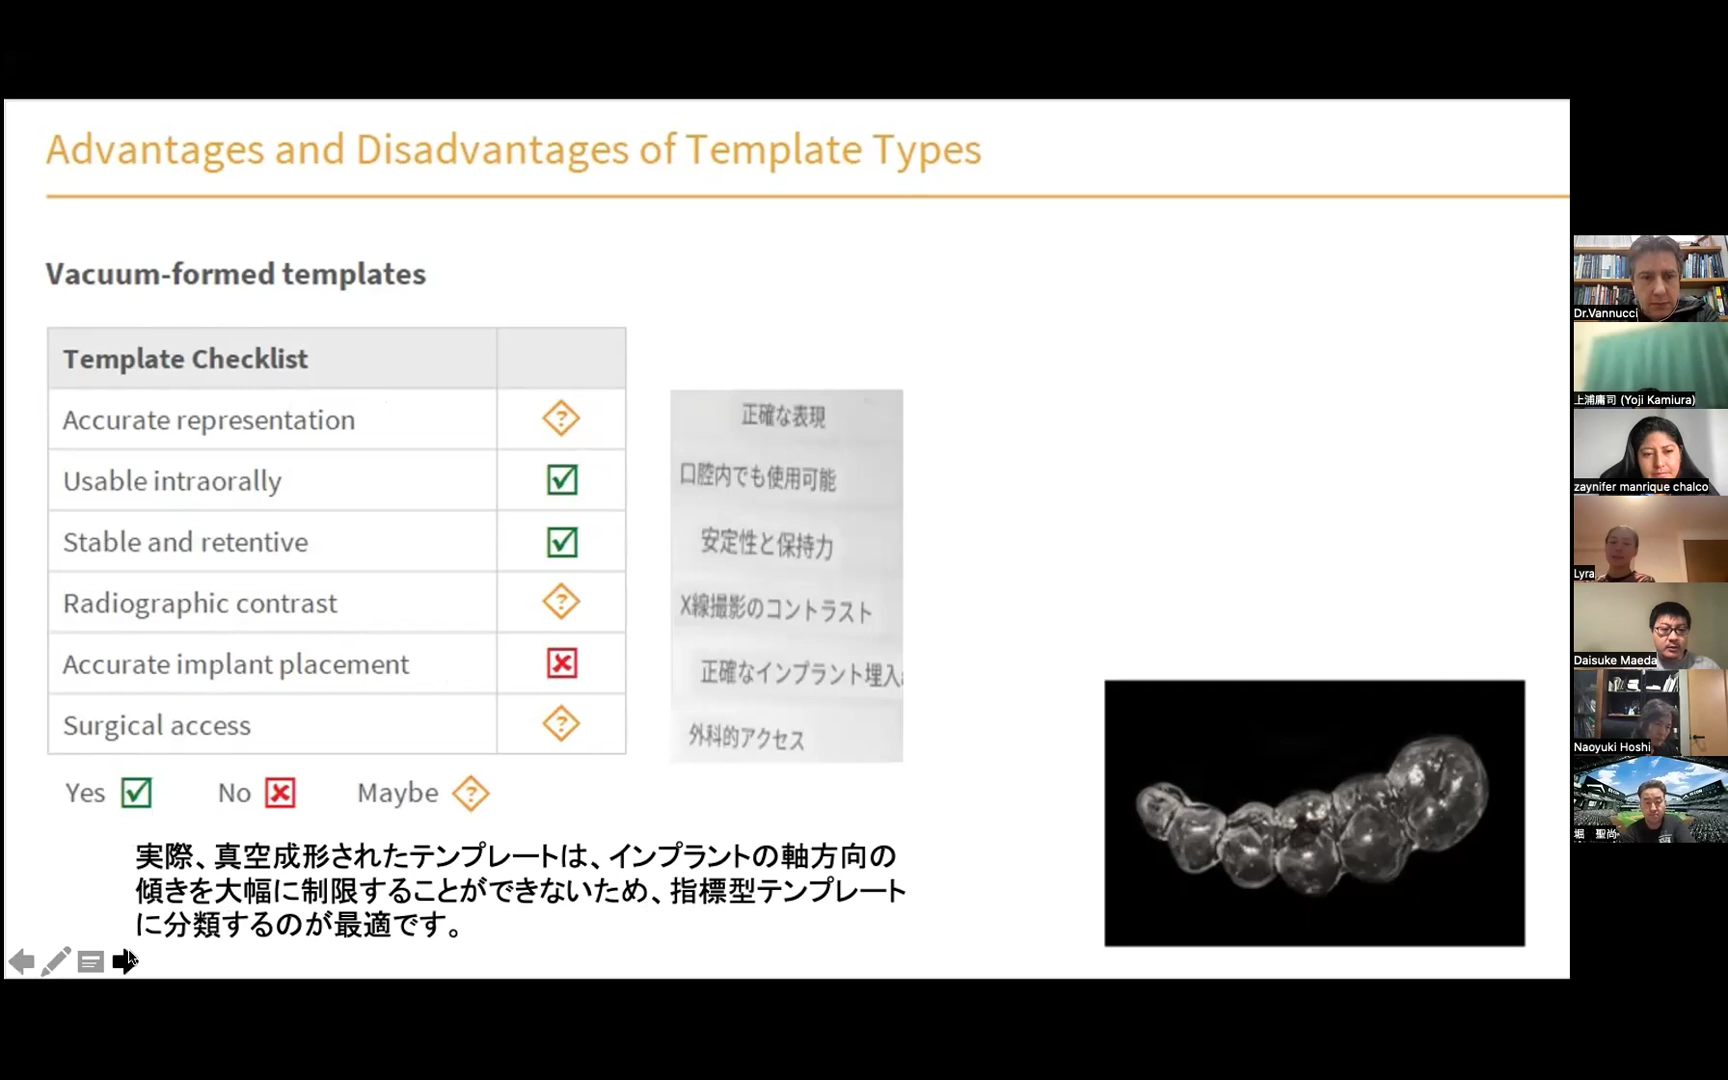 Advantages and Disadvantages of Template Types
Vacuum-formed templates
Template Checklist
Accurate representation
Usable intraorally
Stable and retentive
Radiographic contrast
Accurate implant placement
Surgical access
Yes
No
Maybe
正確な表現
口腔内でも使用可能
安定性と保持力
X線撮影のコントラスト
正確なインプラント埋入
外科的アクセス
実際、真空成形されたテンプレートは、インプラントの軸方向の
傾きを大幅に制限することができないため、指標型テンプレート
に分類するのが最適です。
Dr.Vannucci
上浦庸司 (Yoji Kamiura)
zaynifer manrique chalco
Lyra
Daisuke Maeda
Naoyuki Hoshi
堀 聖尚